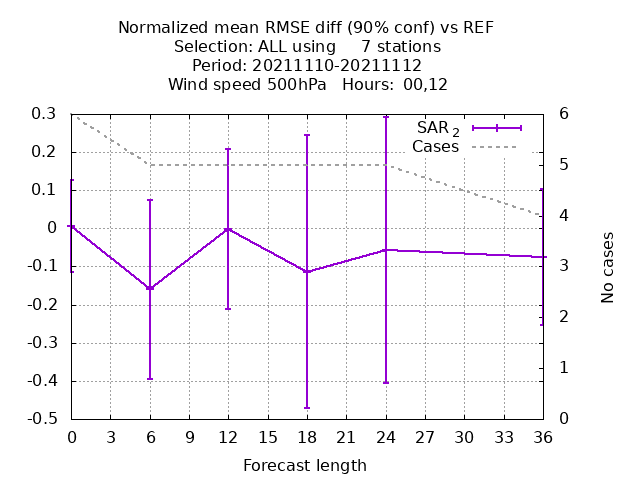 Normalized mean RMSE diff (90% conf) vs REF
Selection: ALL using     7 stations
Period: 20211110-20211112
Wind speed 500hPa   Hours:  00,12
0.3
0.2
0.1
0
-0.1
-0.2
-0.3
-0.4
-0.5
SAR 2
Cases
6
5
4
3
2
1
0
No cases
0 3 6 9 12 15 18 21 24 27 30 33 36
Forecast length